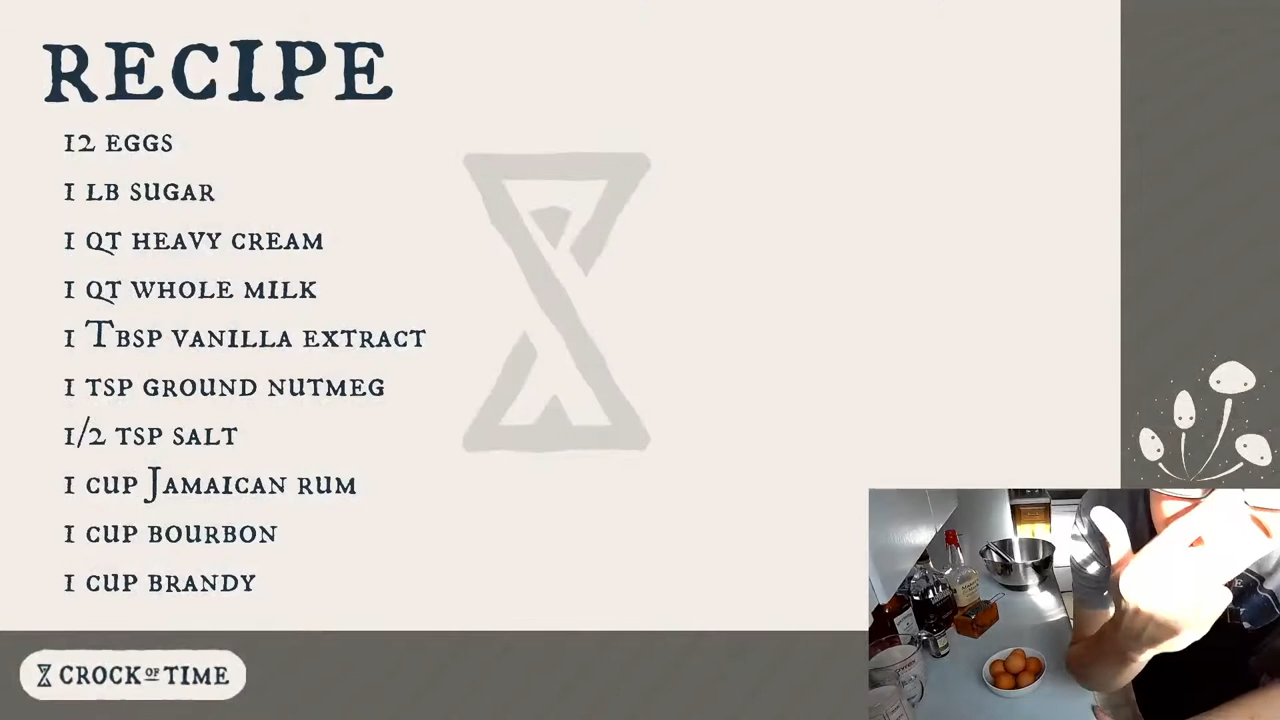 RECIPE
12 EGGS
1 LB SUGAR
1 QT HEAVY CREAM
1 QT WHOLE MILK
1 TBSP VANILLA EXTRACT
1 TSP GROUND NUTMEG
1/2 TSP SALT
1 CUP JAMAICAN RUM
1 CUP BOURBON
1 CUP BRANDY
CROCK OF TIME